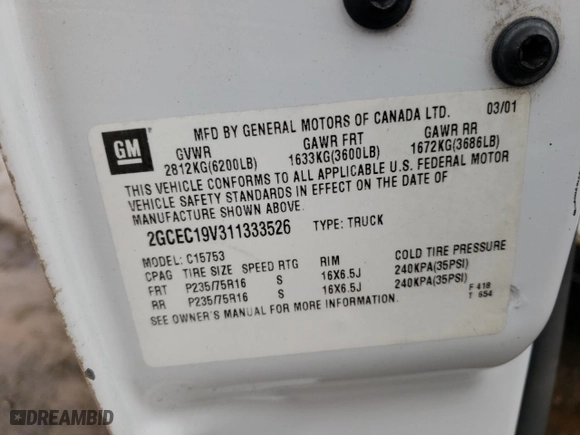 GM
MFD BY GENERAL MOTORS OF CANADA LTD. 03/01
GVWR GAWR FRT GAWR RR
2812KG(6200LB) 1633KG(3600LB) 1672KG(3686LB)
THIS VEHICLE CONFORMS TO ALL APPLICABLE U.S. FEDERAL MOTOR
VEHICLE SAFETY STANDARDS IN EFFECT ON THE DATE OF
MANUFACTURE SHOWN ABOVE.
2GCEC19V311333526 TYPE: TRUCK
MODEL: C15753
CPAG TIRE SIZE SPEED RTG RIM COLD TIRE PRESSURE
FRT P235/75R16 S 16X6.5J 240KPA(35PSI)
RR P235/75R16 S 16X6.5J 240KPA(35PSI)
SEE OWNER'S MANUAL FOR MORE INFORMATION. F 418
T 654
DREAMBID